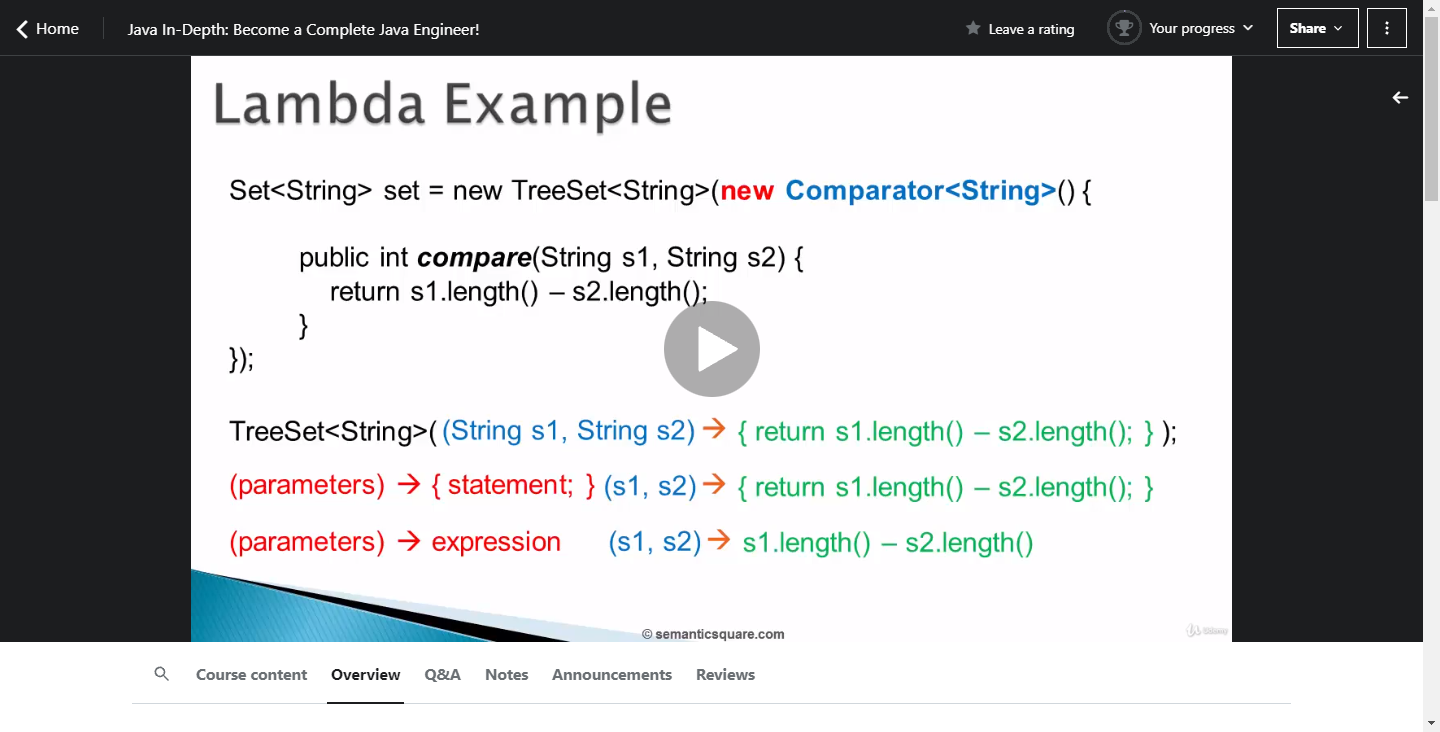 Home
Java In-Depth: Become a Complete Java Engineer!
Leave a rating
Your progress
Share
Lambda Example
Set<String> set = new TreeSet<String>(new Comparator<String>() {
public int compare(String s1, String s2) {
return s1.length() – s2.length();
}
});
TreeSet<String>( (String s1, String s2) → { return s1.length() – s2.length(); } );
(parameters) → { statement; } (s1, s2) → { return s1.length() – s2.length(); }
(parameters) → expression (s1, s2) → s1.length() – s2.length()
© semanticsquare.com
Udemy
Course content
Overview
Q&A
Notes
Announcements
Reviews